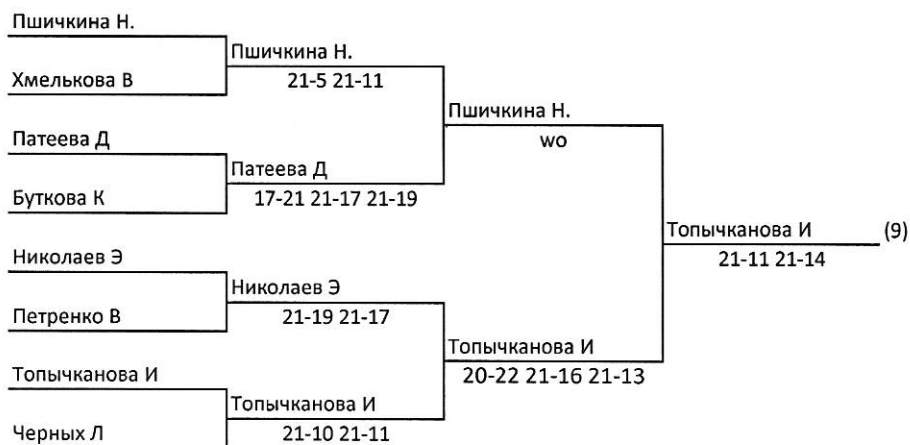 Пшичкина Н.
Пшичкина Н.
Хмелькова В
21-5 21-11
Пшичкина Н.
wo
Патеева Д
Патеева Д
Буткова К
17-21 21-17 21-19
Топычканова И
(9)
21-11 21-14
Николаев Э
Николаев Э
Петренко В
21-19 21-17
Топычканова И
20-22 21-16 21-13
Топычканова И
Топычканова И
Черных Л
21-10 21-11